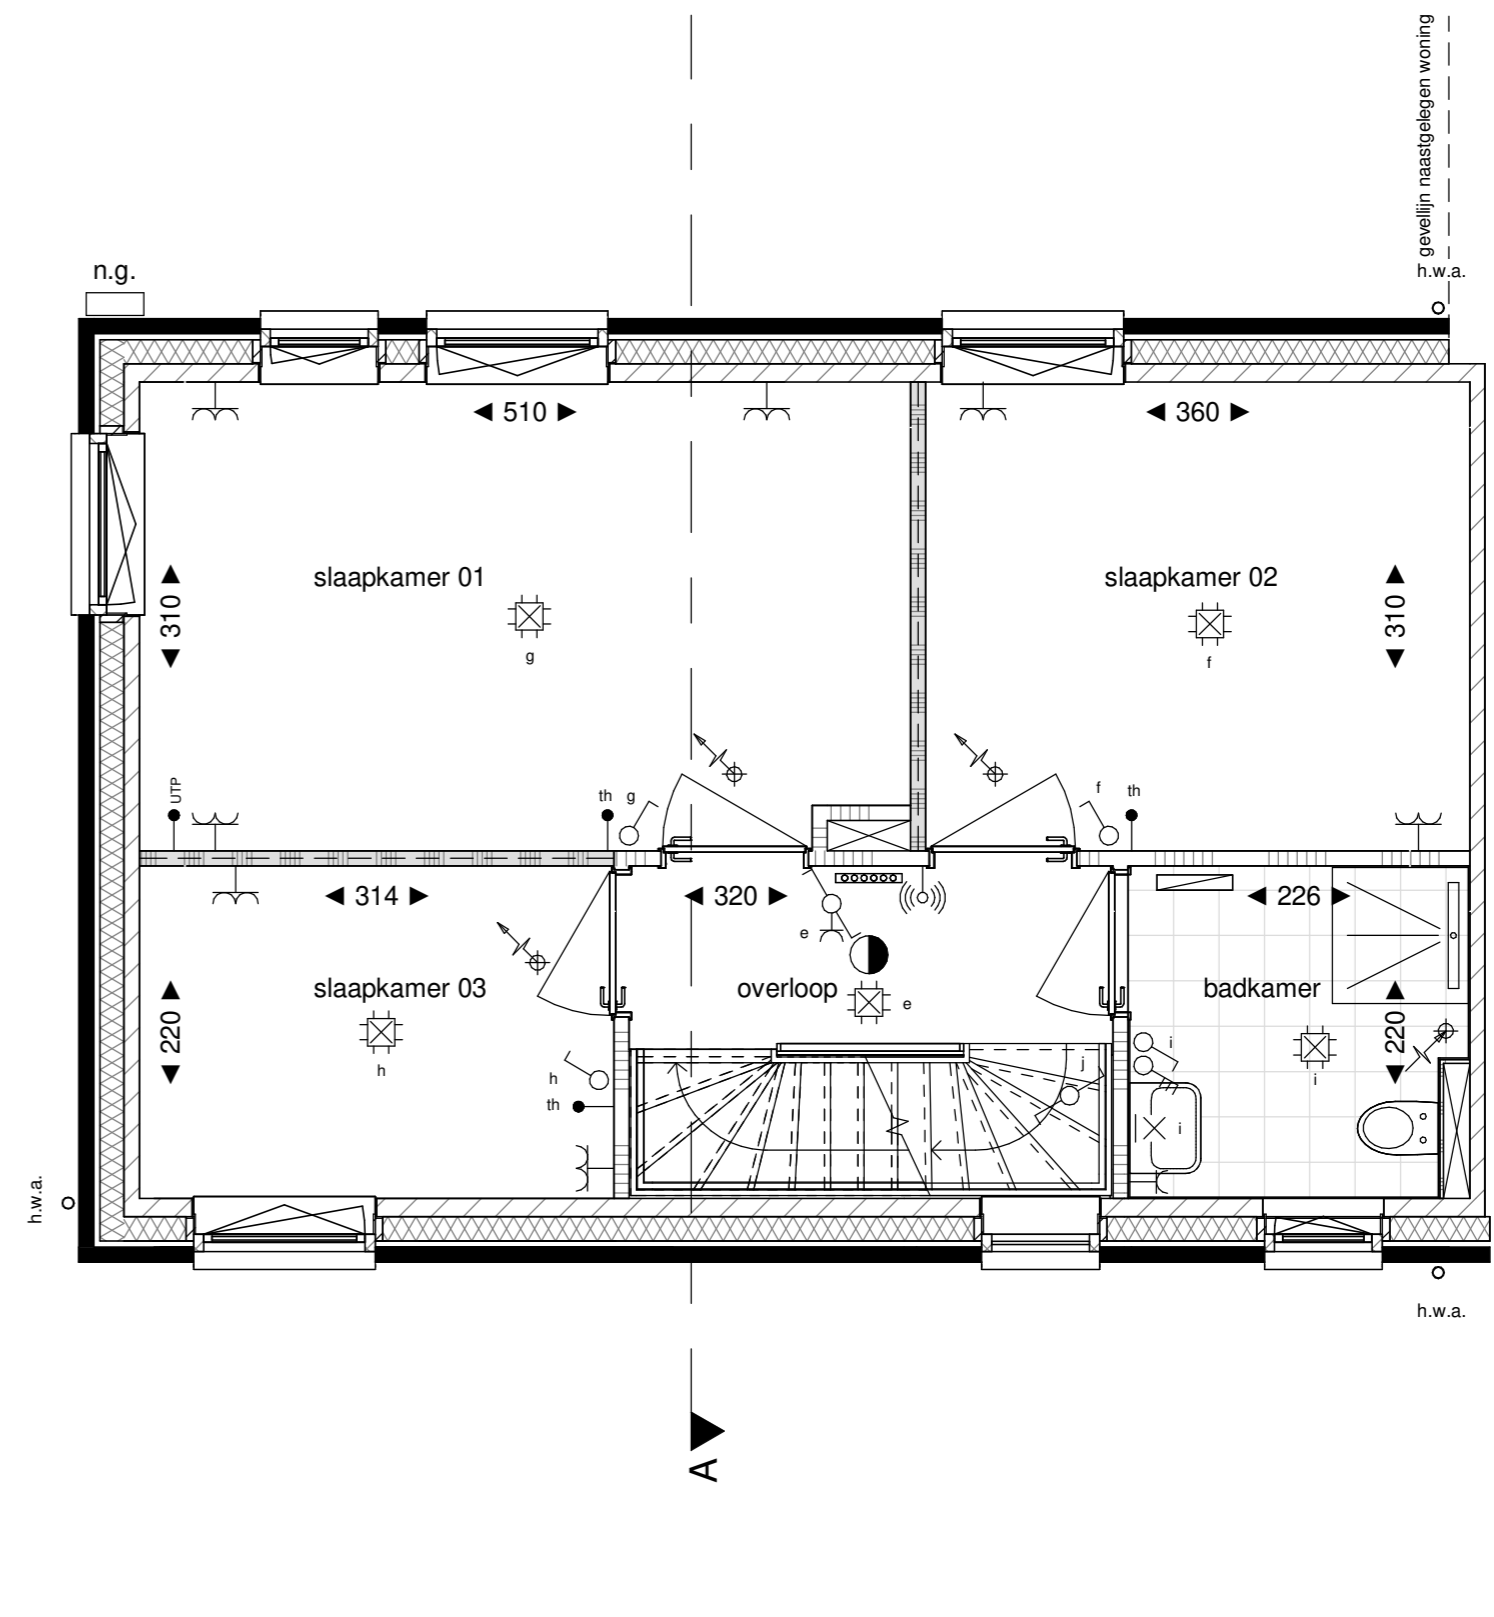 gevellijn naastgelegen woning
n.g.
h.w.a.
510
360
slaapkamer 01
slaapkamer 02
310
310
g
f
UTP
th
g
f
th
314
320
226
e
slaapkamer 03
overloop
badkamer
e
220
220
h
i
j
i
h
th
i
h.w.a.
h.w.a.
A